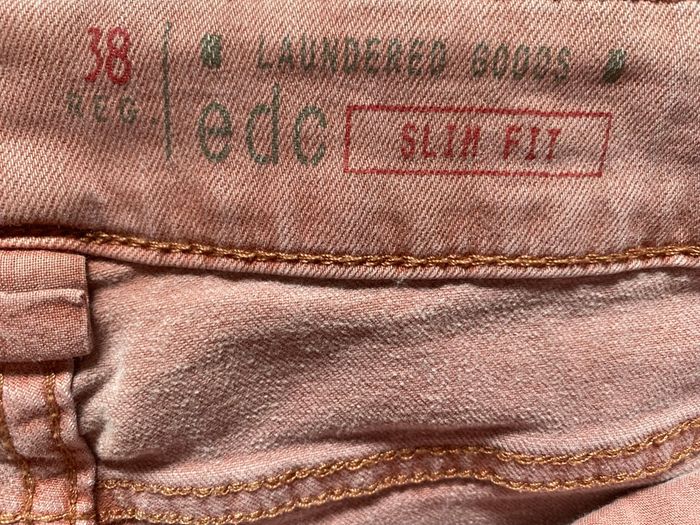 38
REG.
LAUNDERED GOODS
edc
SLIM FIT